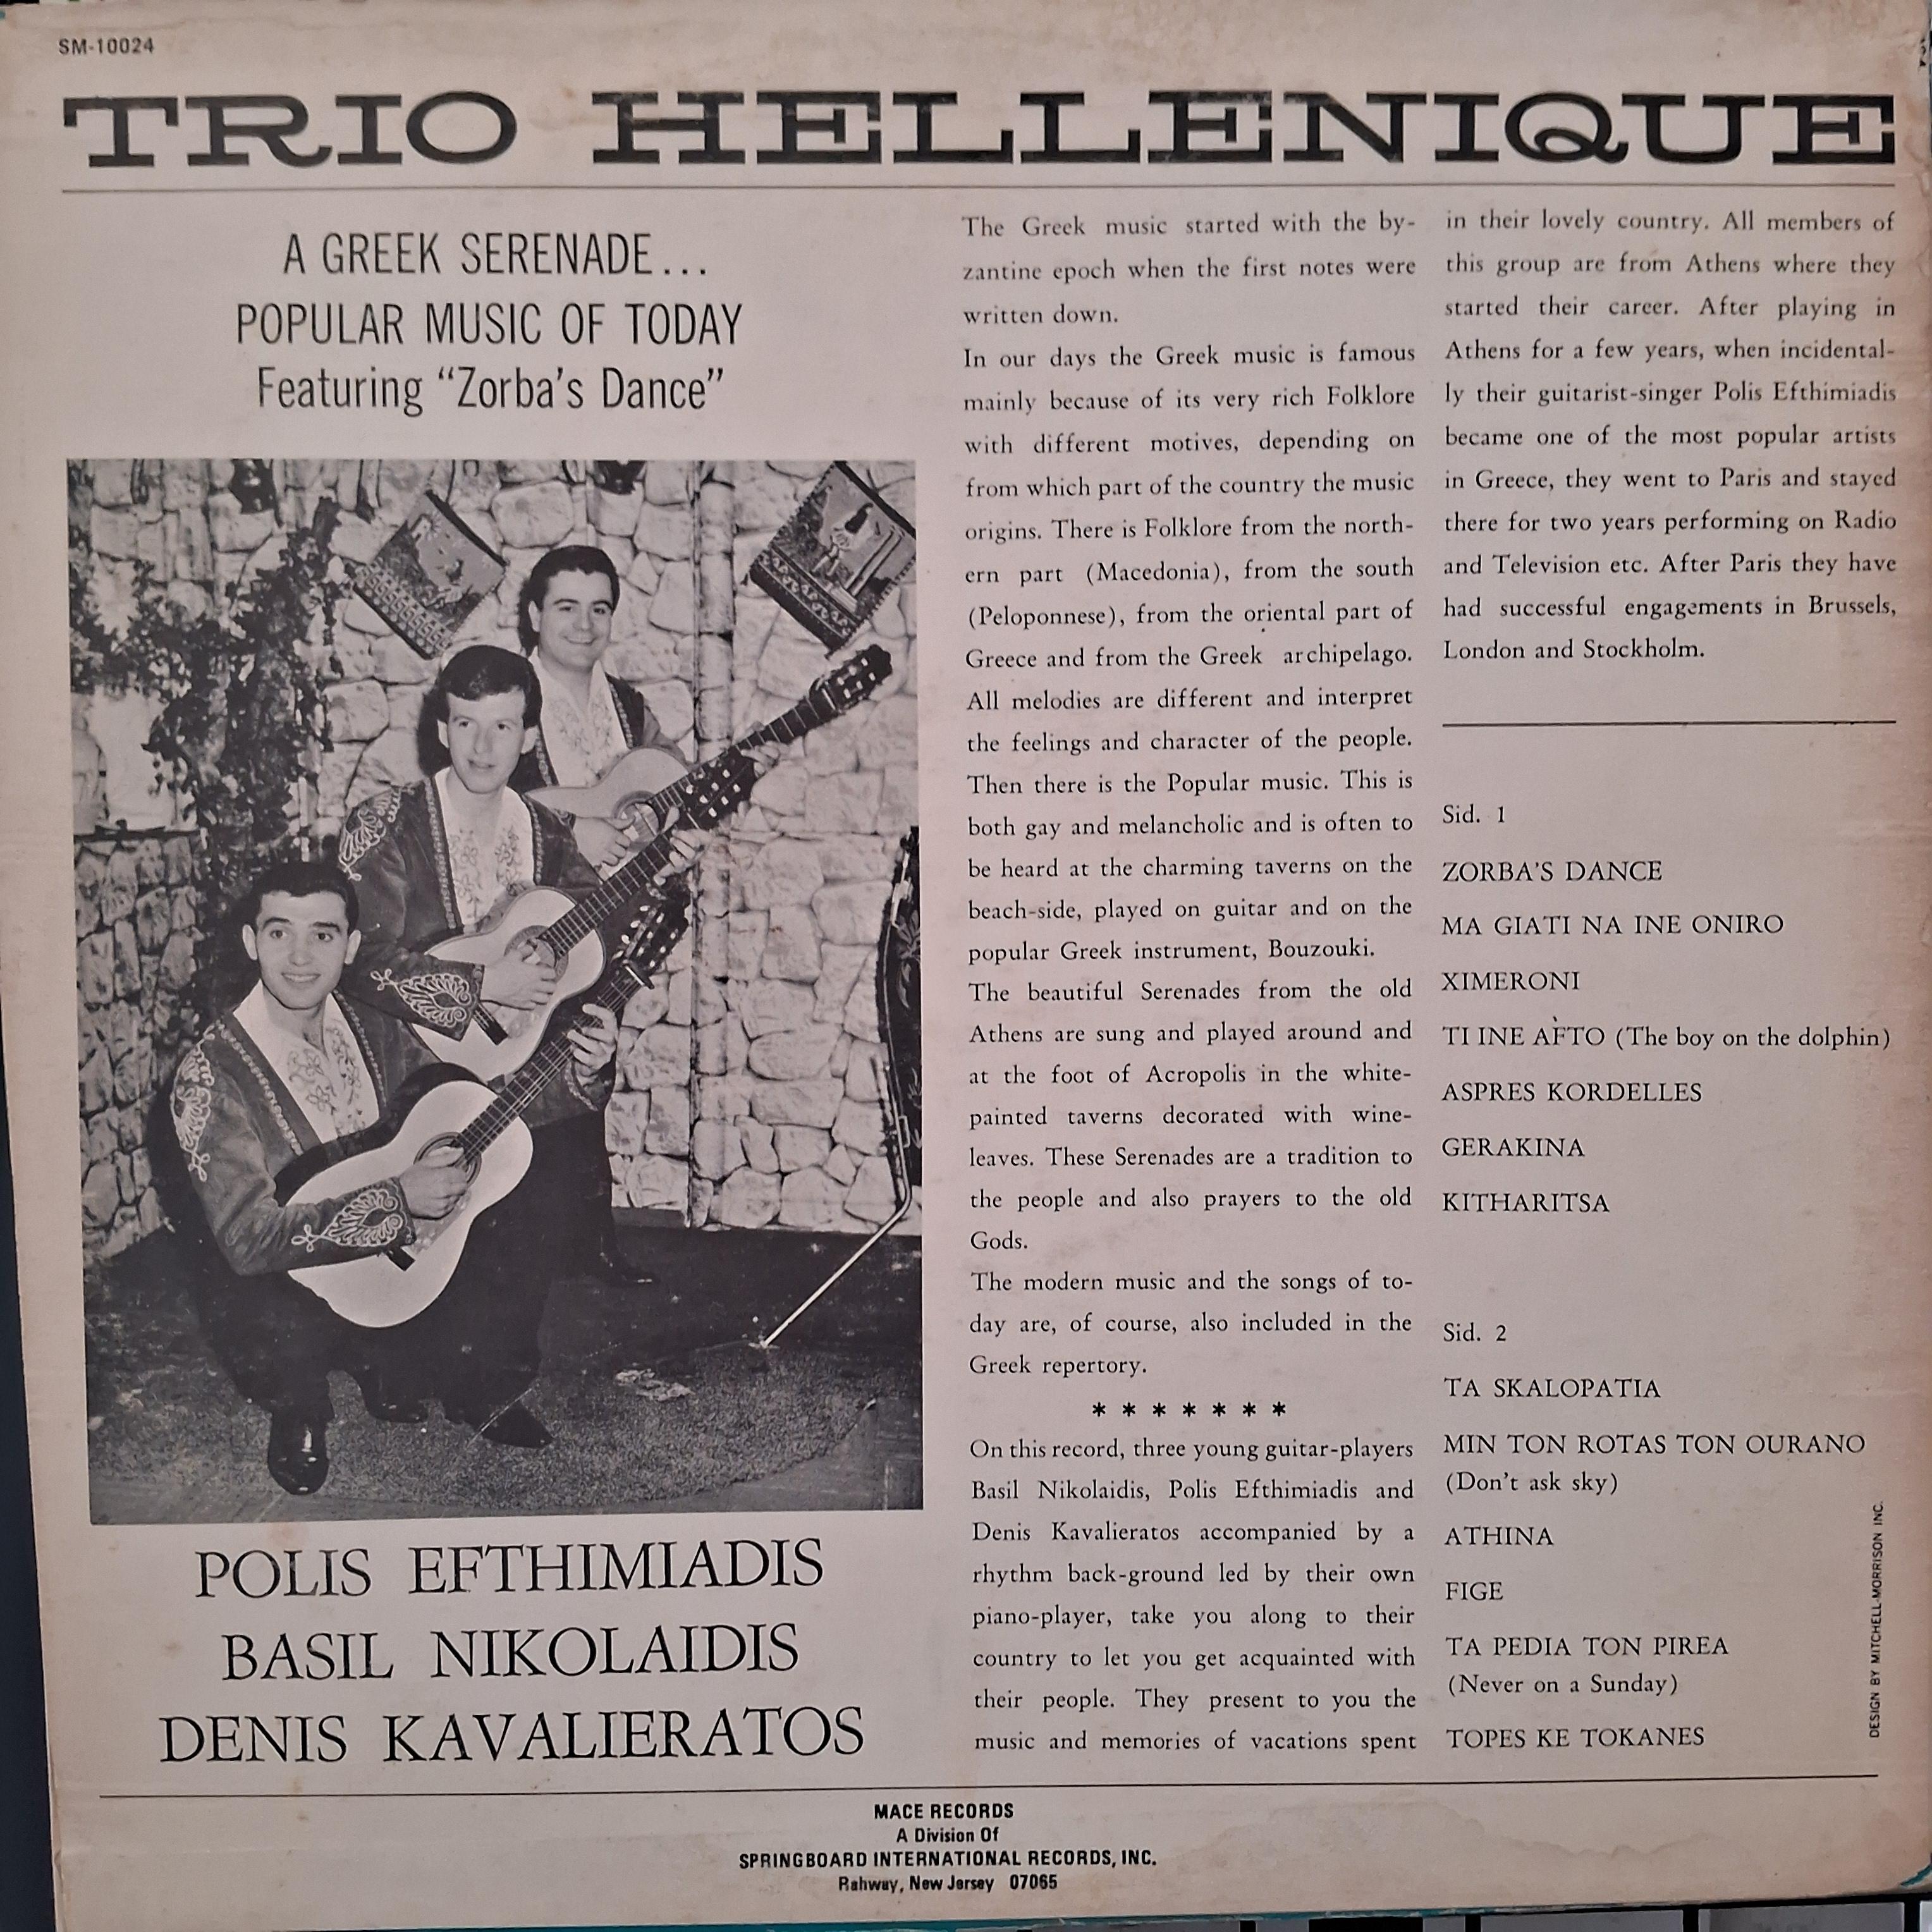 SM-10024
TRIO HELLENIQUE
A GREEK SERENADE...
POPULAR MUSIC OF TODAY
Featuring "Zorba's Dance"
POLIS EFTHIMIADIS
BASIL NIKOLAIDIS
DENIS KAVALIERATOS
The Greek music started with the by-
zantine epoch when the first notes were
written down.
In our days the Greek music is famous
mainly because of its very rich Folklore
with different motives, depending on
from which part of the country the music
origins. There is Folklore from the north-
ern part (Macedonia), from the south
(Peloponnese), from the oriental part of
Greece and from the Greek archipelago.
All melodies are different and interpret
the feelings and character of the people.
Then there is the Popular music. This is
both gay and melancholic and is often to
be heard at the charming taverns on the
beach-side, played on guitar and on the
popular Greek instrument, Bouzouki.
The beautiful Serenades from the old
Athens are sung and played around and
at the foot of Acropolis in the white-
painted taverns decorated with wine-
leaves. These Serenades are a tradition to
the people and also prayers to the old
Gods.
The modern music and the songs of to-
day are, of course, also included in the
Greek repertory.
* * * * * * *
On this record, three young guitar-players
Basil Nikolaidis, Polis Efthimiadis and
Denis Kavalieratos accompanied by a
rhythm back-ground led by their own
piano-player, take you along to their
country to let you get acquainted with
their people. They present to you the
music and memories of vacations spent
in their lovely country. All members of
this group are from Athens where they
started their career. After playing in
Athens for a few years, when incidental-
ly their guitarist-singer Polis Efthimiadis
became one of the most popular artists
in Greece, they went to Paris and stayed
there for two years performing on Radio
and Television etc. After Paris they have
had successful engagements in Brussels,
London and Stockholm.
Sid. 1
ZORBA'S DANCE
MA GIATI NA INE ONIRO
XIMERONI
TI INE AFTO (The boy on the dolphin)
ASPRES KORDELLES
GERAKINA
KITHARITSA
Sid. 2
TA SKALOPATIA
MIN TON ROTAS TON OURANO
(Don't ask sky)
ATHINA
FIGE
TA PEDIA TON PIREA
(Never on a Sunday)
TOPES KE TOKANES
DESIGN BY MITCHELL-MORRISON INC.
MACE RECORDS
A Division Of
SPRINGBOARD INTERNATIONAL RECORDS, INC.
Rahway, New Jersey 07065